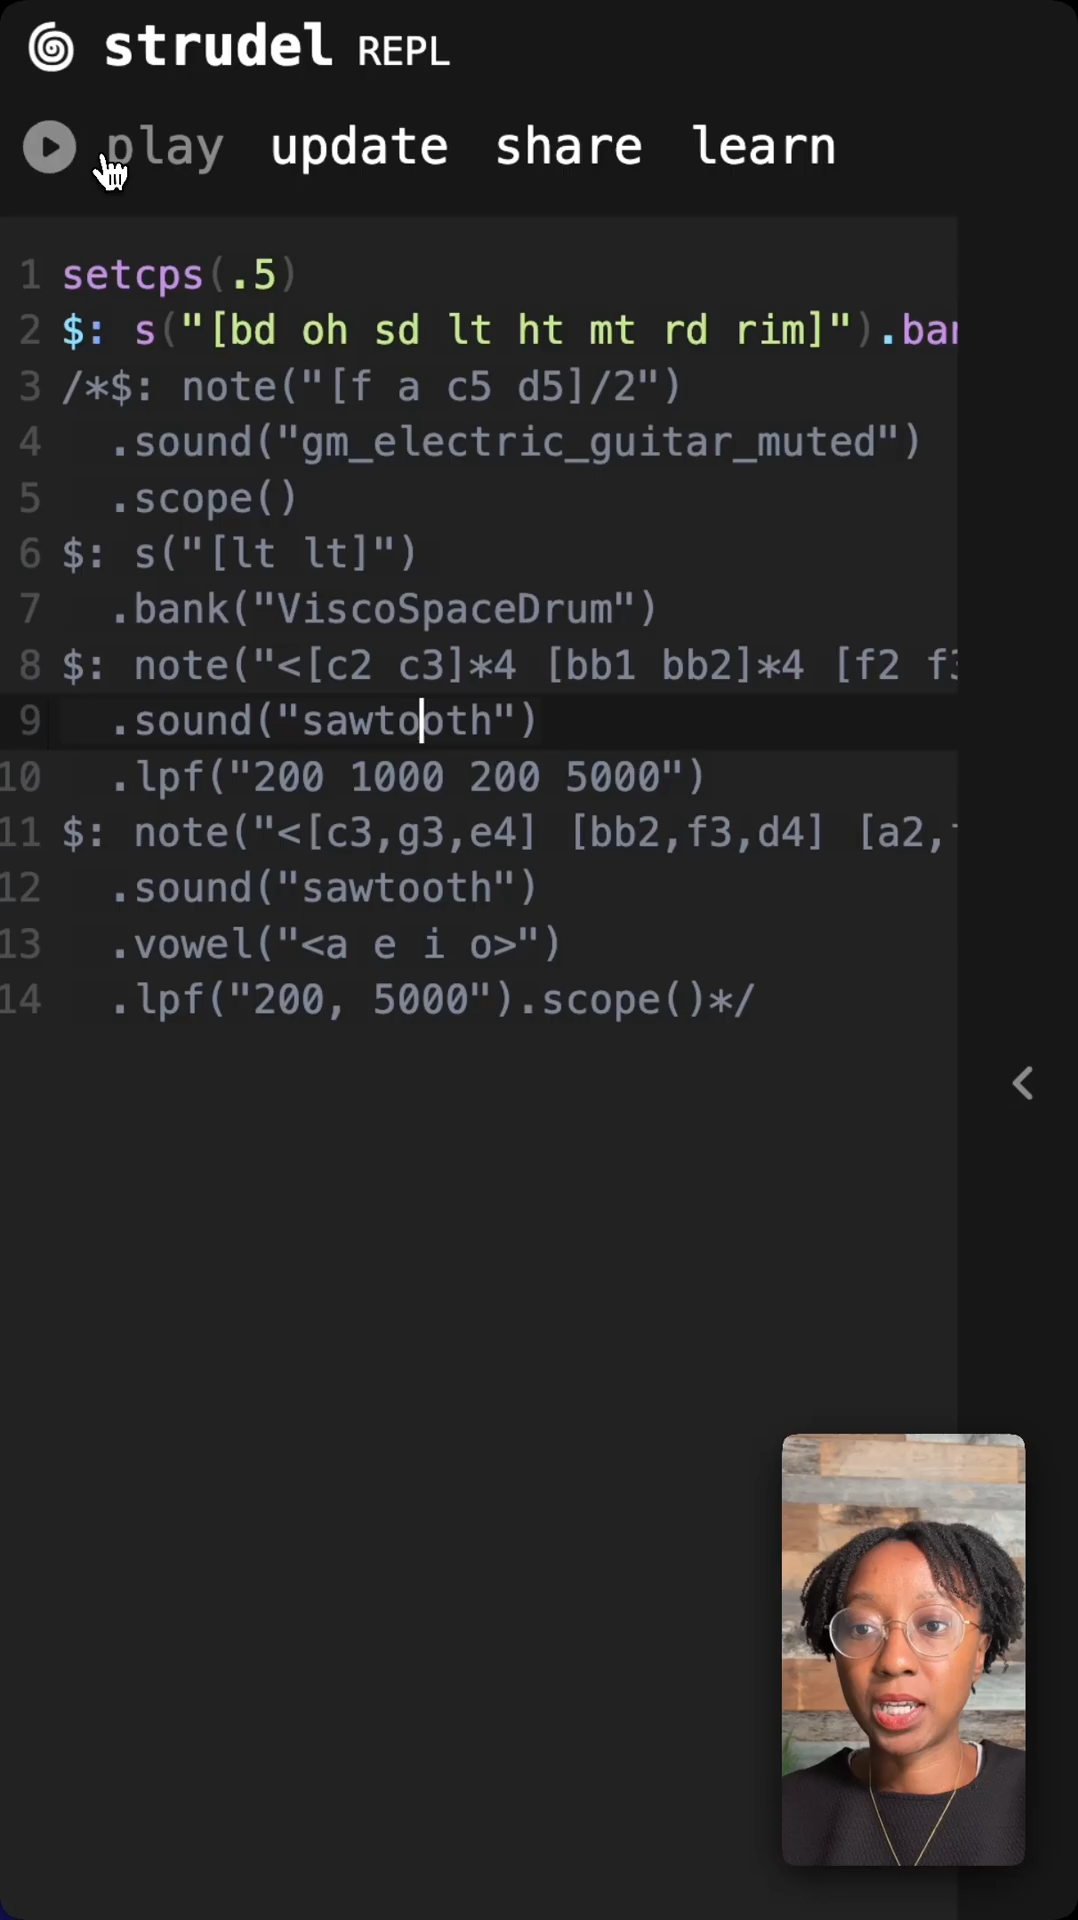 strudel REPL
play update share learn
1 setcps(.5)
2 $: s("[bd oh sd lt ht mt rd rim]").ban
3 /*$: note("[f a c5 d5]/2")
4 .sound("gm_electric_guitar_muted")
5 .scope()
6 $: s("[lt lt]")
7 .bank("ViscoSpaceDrum")
8 $: note("<[c2 c3]*4 [bb1 bb2]*4 [f2 f3
9 .sound("sawtooth")
10 .lpf("200 1000 200 5000")
11 $: note("<[c3,g3,e4] [bb2,f3,d4] [a2,
12 .sound("sawtooth")
13 .vowel("<a e i o>")
14 .lpf("200, 5000").scope()*/